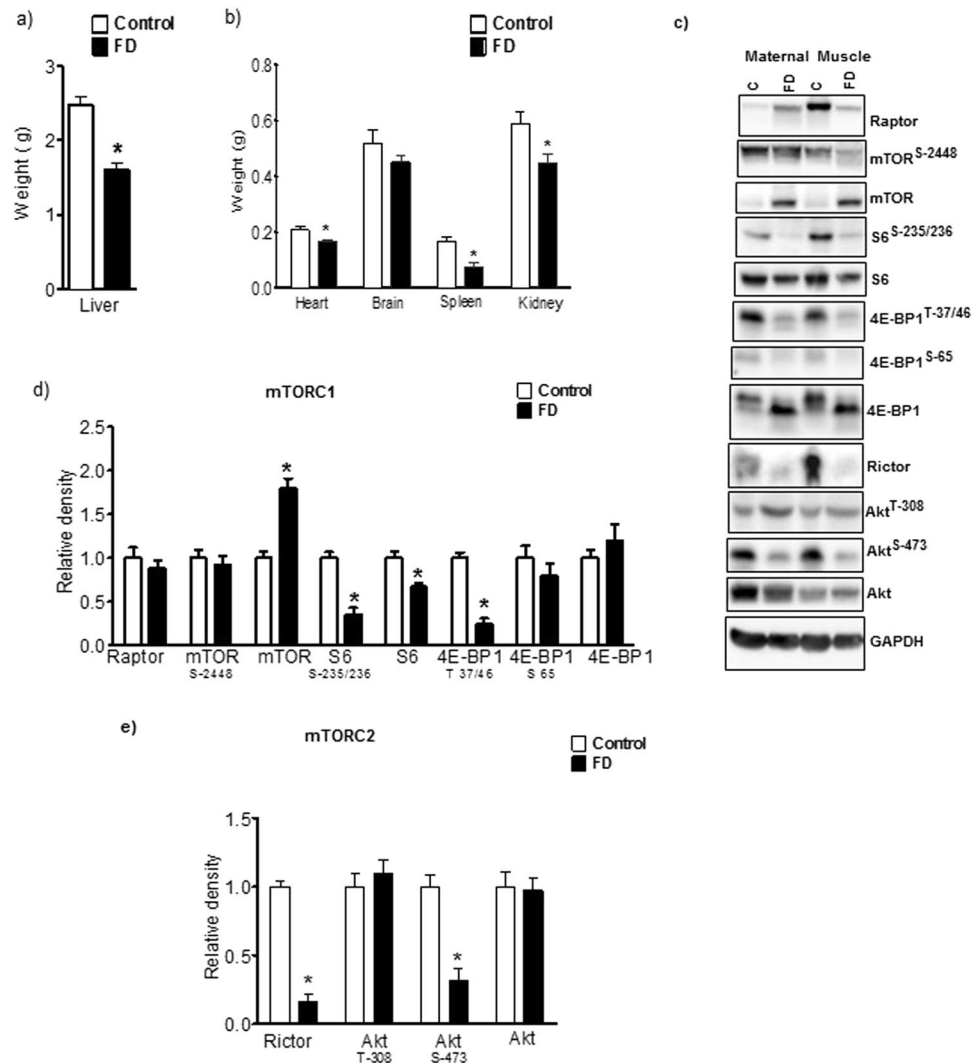 a)
Control
FD
Weight (g)
3
2
1
0
*
Liver
b)
Control
FD
Weight (g)
0.8
0.6
0.4
0.2
0.0
* * *
Heart Brain Spleen Kidney
c)
Maternal Muscle
C FD C FD
Raptor
mTOR S-2448
mTOR
S6 S-235/236
S6
4E-BP1 T-37/46
4E-BP1 S-65
4E-BP1
Rictor
Akt T-308
Akt S-473
Akt
GAPDH
d)
mTORC1
Control
FD
Relative density
2.5
2.0
1.5
1.0
0.5
0.0
* * * *
Raptor mTOR mTOR S6 S6 4E-BP1 4E-BP1 4E-BP1
S-2448 S-235/236 T 37/46 S 65
e)
mTORC2
Control
FD
Relative density
1.5
1.0
0.5
0.0
* *
Rictor Akt Akt Akt
T-308 S-473